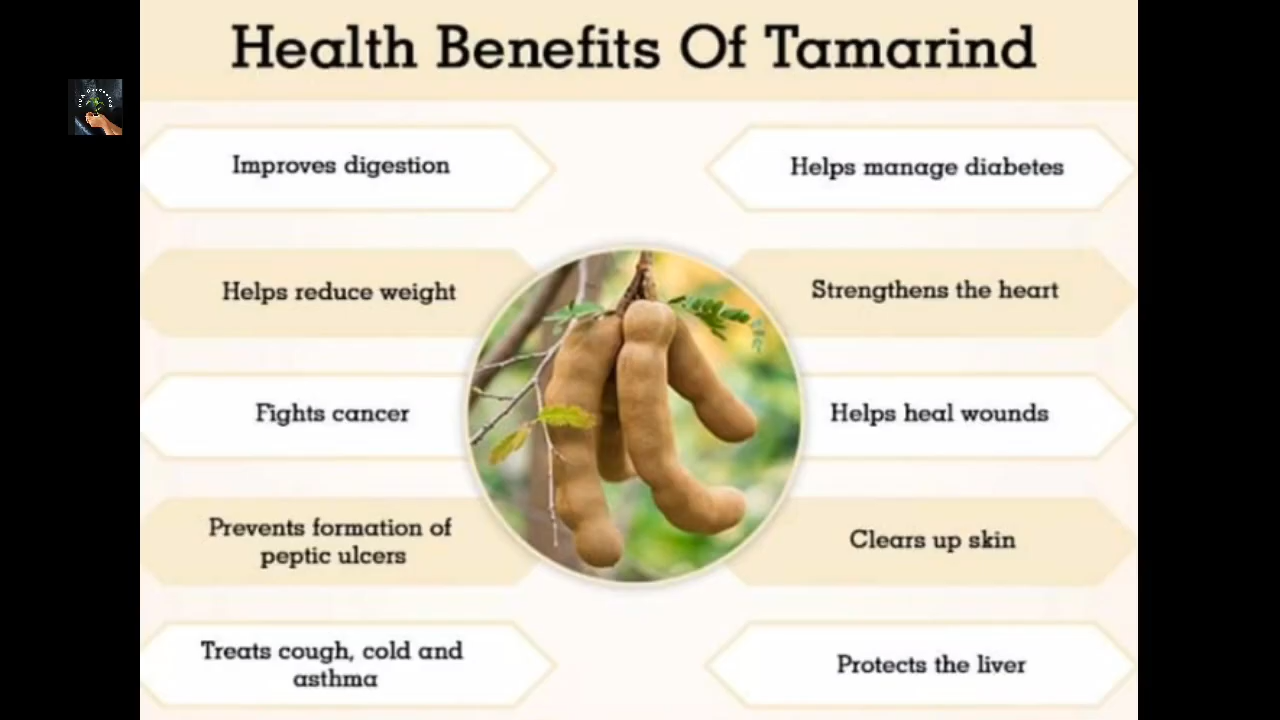 Health Benefits Of Tamarind
Improves digestion
Helps reduce weight
Fights cancer
Prevents formation of
peptic ulcers
Treats cough, cold and
asthma
Helps manage diabetes
Strengthens the heart
Helps heal wounds
Clears up skin
Protects the liver